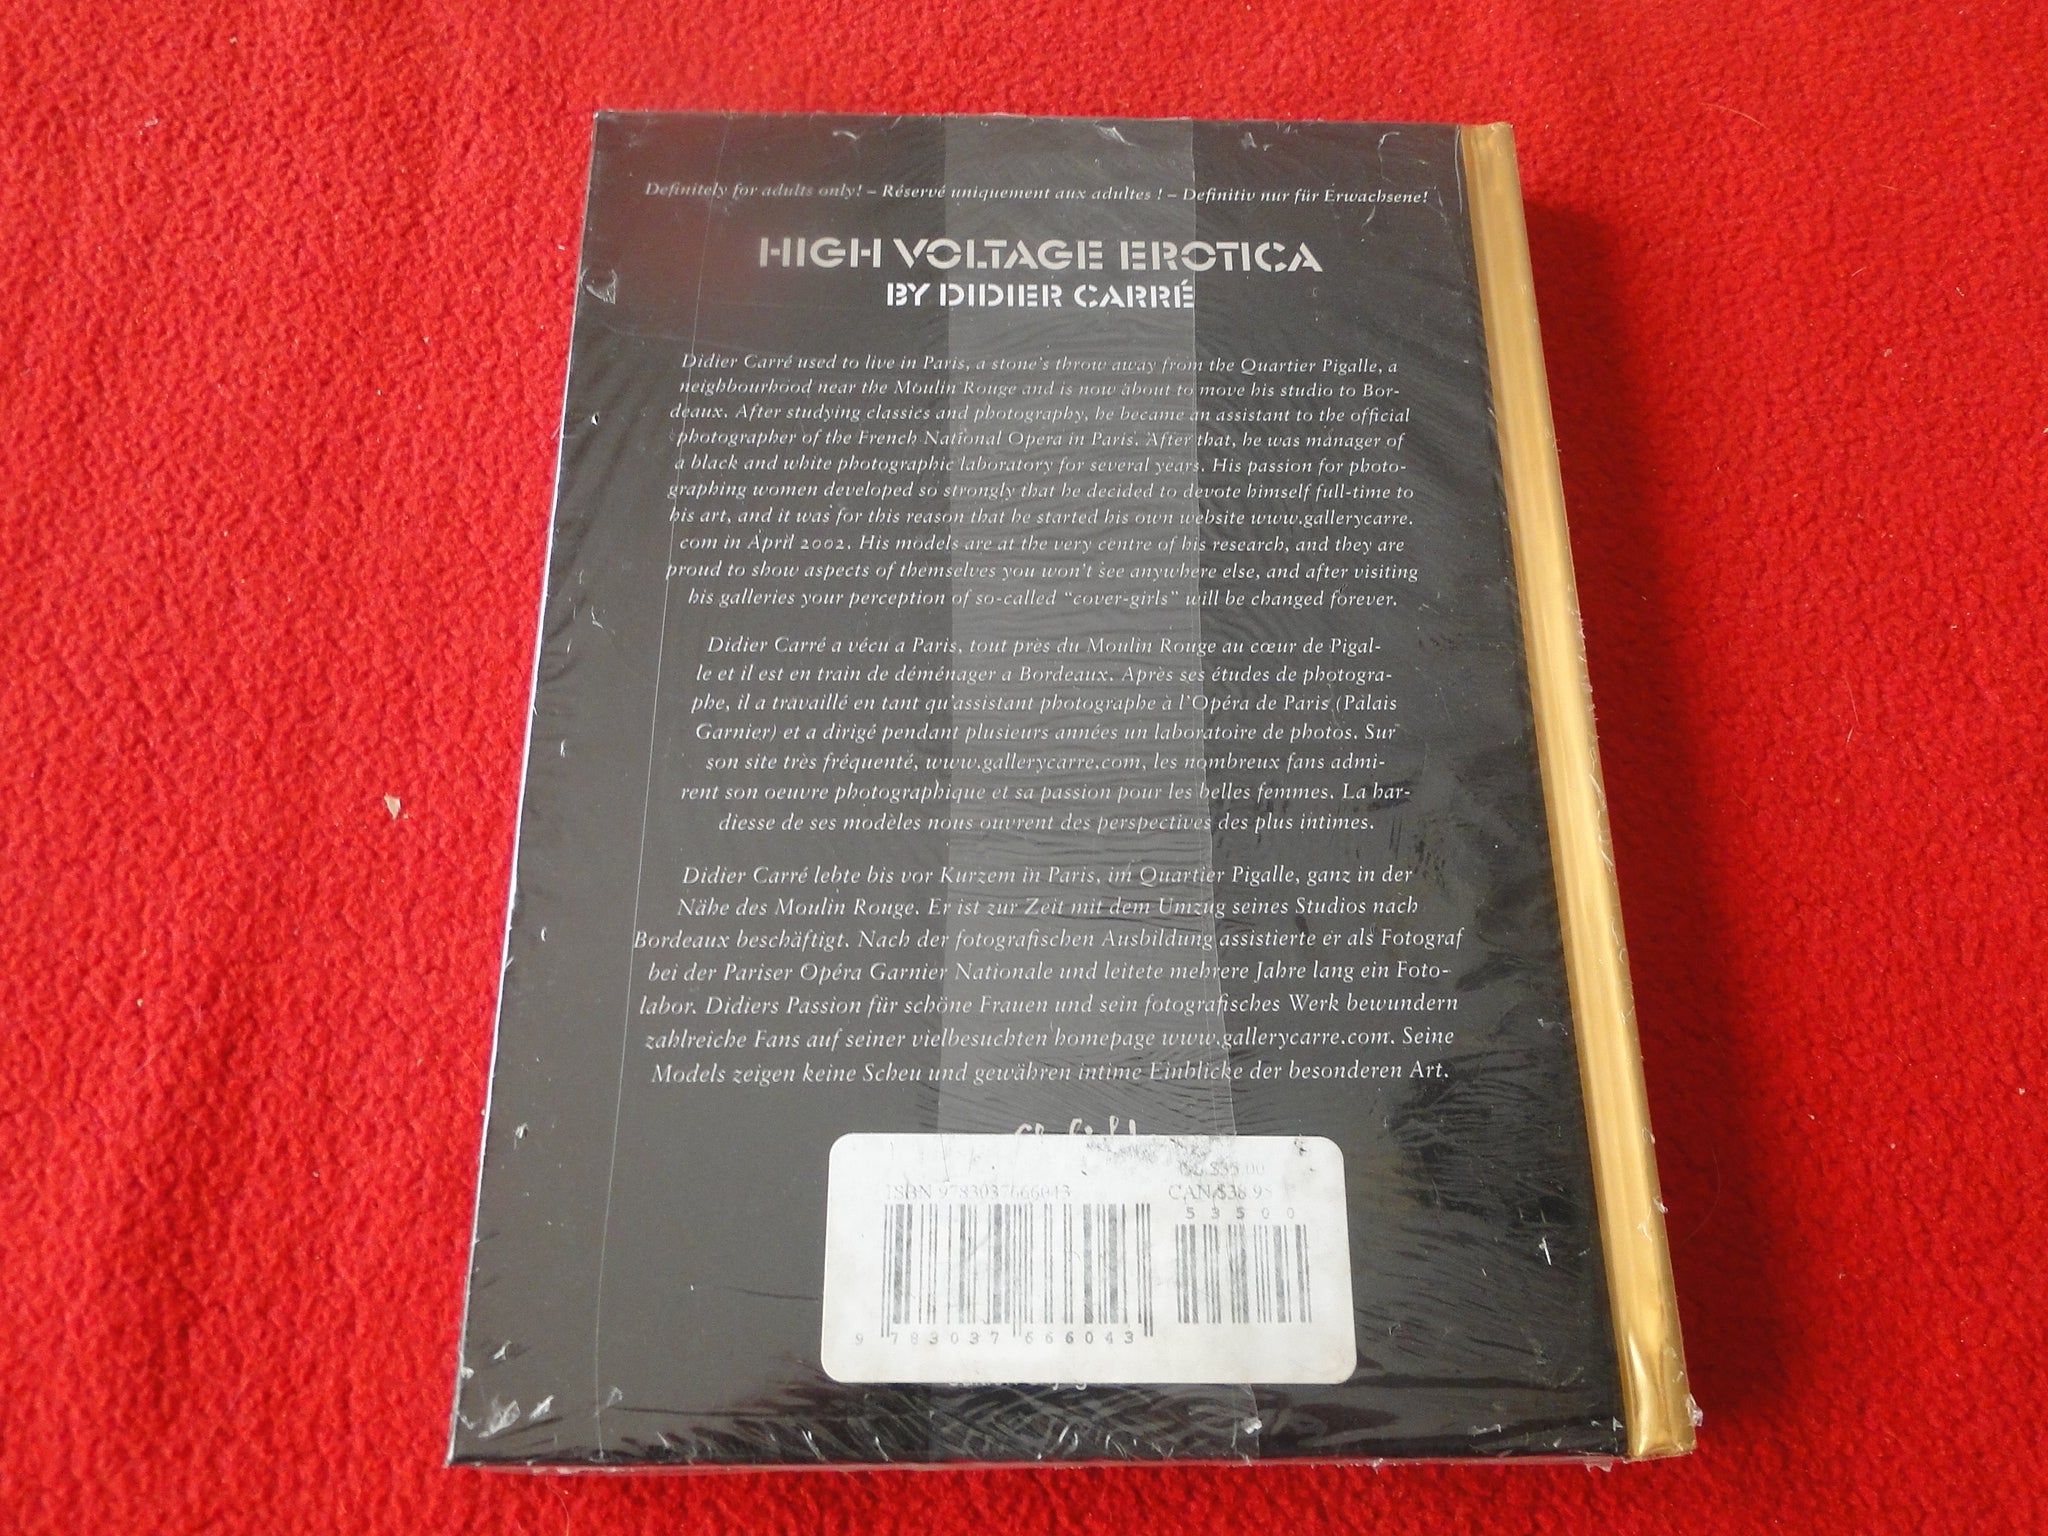 Definitely for adults only! – Réservé uniquement aux adultes ! – Definitiv nur für Erwachsene!
HIGH VOLTAGE EROTICA
BY DIDIER CARRÉ
Didier Carré used to live in Paris, a stone's throw away from the Quartier Pigalle, a
neighbourhood near the Moulin Rouge and is now about to move his studio to Bor-
deaux. After studying classics and photography, he became an assistant to the official
photographer of the French National Opera in Paris. After that, he was manager of
a black and white photographic laboratory for several years. His passion for photo-
graphing women developed so strongly that he decided to devote himself full-time to
his art, and it was for this reason that he started his own website www.gallerycarre.
com in April 2002. His models are at the very centre of his research, and they are
proud to show aspects of themselves you won't see anywhere else, and after visiting
his galleries your perception of so-called "cover-girls" will be changed forever.
Didier Carré a vécu a Paris, tout près du Moulin Rouge au cœur de Pigal-
le et il est en train de déménager a Bordeaux. Après ses études de photogra-
phe, il a travaillé en tant qu'assistant photographe à l'Opéra de Paris (Palais
Garnier) et a dirigé pendant plusieurs années un laboratoire de photos. Sur
son site très fréquenté, www.gallerycarre.com, les nombreux fans admi-
rent son oeuvre photographique et sa passion pour les belles femmes. La har-
diesse de ses modèles nous ouvrent des perspectives des plus intimes.
Didier Carré lebte bis vor Kurzem in Paris, im Quartier Pigalle, ganz in der
Nähe des Moulin Rouge. Er ist zur Zeit mit dem Umzug seines Studios nach
Bordeaux beschäftigt. Nach der fotografischen Ausbildung assistierte er als Fotograf
bei der Pariser Opéra Garnier Nationale und leitete mehrere Jahre lang ein Foto-
labor. Didiers Passion für schöne Frauen und sein fotografisches Werk bewundern
zahlreiche Fans auf seiner vielbesuchten homepage www.gallerycarre.com. Seine
Models zeigen keine Scheu und gewähren intime Einblicke der besonderen Art.
$35.00
ISBN 9783037666043 CAN $38.95
5 3 5 0 0
9 783037 666043